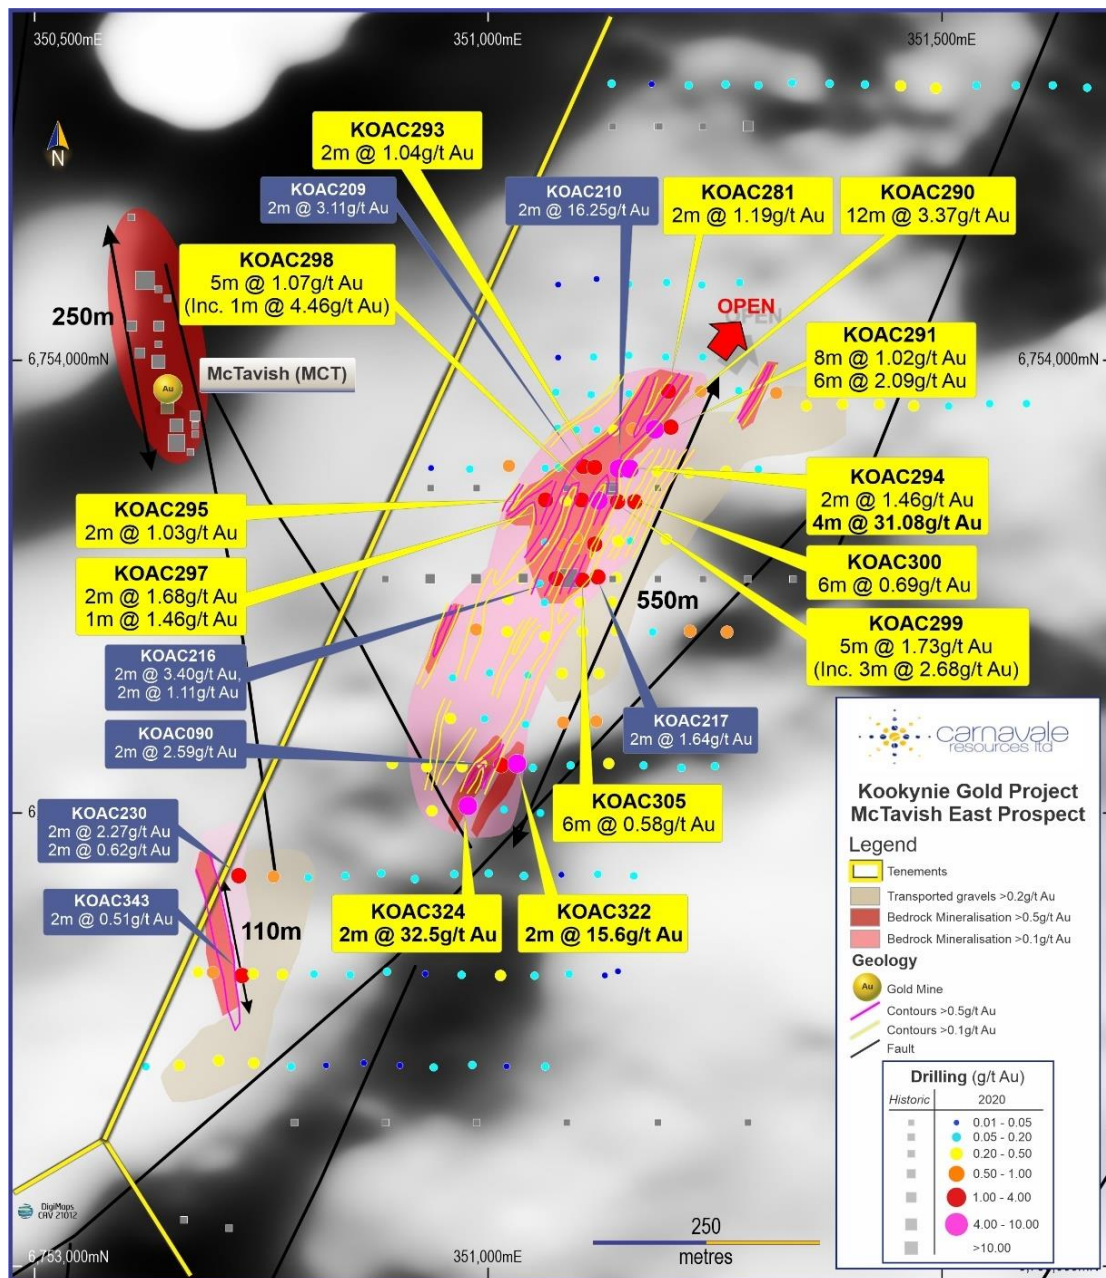 350,500mE
351,000mE
351,500mE
N
KOAC293
2m @ 1.04g/t Au
KOAC209
2m @ 3.11g/t Au
KOAC210
2m @ 16.25g/t Au
KOAC281
2m @ 1.19g/t Au
KOAC290
12m @ 3.37g/t Au
KOAC298
5m @ 1.07g/t Au
(Inc. 1m @ 4.46g/t Au)
250m
OPEN
KOAC291
8m @ 1.02g/t Au
6m @ 2.09g/t Au
6,754,000mN
6,754,000mN
McTavish (MCT)
Au
KOAC294
2m @ 1.46g/t Au
4m @ 31.08g/t Au
KOAC295
2m @ 1.03g/t Au
KOAC300
6m @ 0.69g/t Au
KOAC297
2m @ 1.68g/t Au
1m @ 1.46g/t Au
550m
KOAC299
5m @ 1.73g/t Au
(Inc. 3m @ 2.68g/t Au)
KOAC216
2m @ 3.40g/t Au,
2m @ 1.11g/t Au
KOAC090
2m @ 2.59g/t Au
KOAC217
2m @ 1.64g/t Au
KOAC305
6m @ 0.58g/t Au
KOAC230
2m @ 2.27g/t Au
2m @ 0.62g/t Au
KOAC343
2m @ 0.51g/t Au
110m
KOAC324
2m @ 32.5g/t Au
KOAC322
2m @ 15.6g/t Au
carnavale
resources ltd
Kookynie Gold Project
McTavish East Prospect
Legend
Tenements
Transported gravels >0.2g/t Au
Bedrock Mineralisation >0.5g/t Au
Bedrock Mineralisation >0.1g/t Au
Geology
Au
Gold Mine
Contours >0.5g/t Au
Contours >0.1g/t Au
Fault
Drilling (g/t Au)
Historic 2020
0.01 - 0.05
0.05 - 0.20
0.20 - 0.50
0.50 - 1.00
1.00 - 4.00
4.00 - 10.00
>10.00
DigiMaps
CAV 21012
6,753,000mN
351,000mE
250
metres